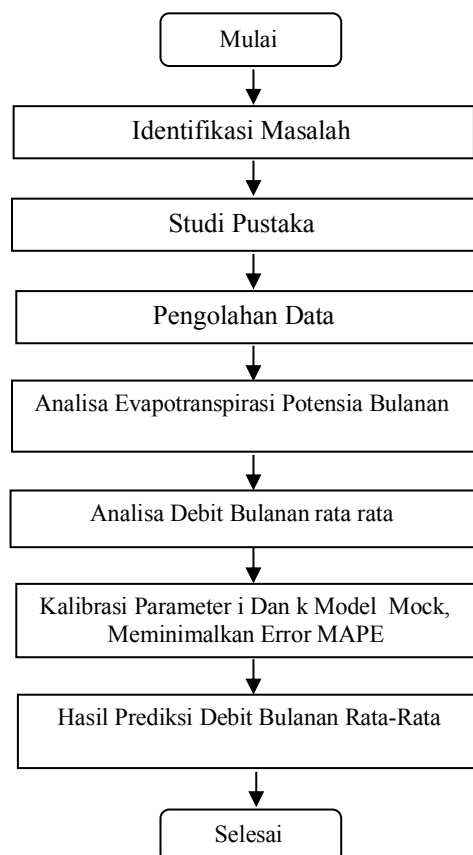 Mulai
Identifikasi Masalah
Studi Pustaka
Pengolahan Data
Analisa Evapotranspirasi Potensia Bulanan
Analisa Debit Bulanan rata rata
Kalibrasi Parameter i Dan k Model Mock,
Meminimalkan Error MAPE
Hasil Prediksi Debit Bulanan Rata-Rata
Selesai